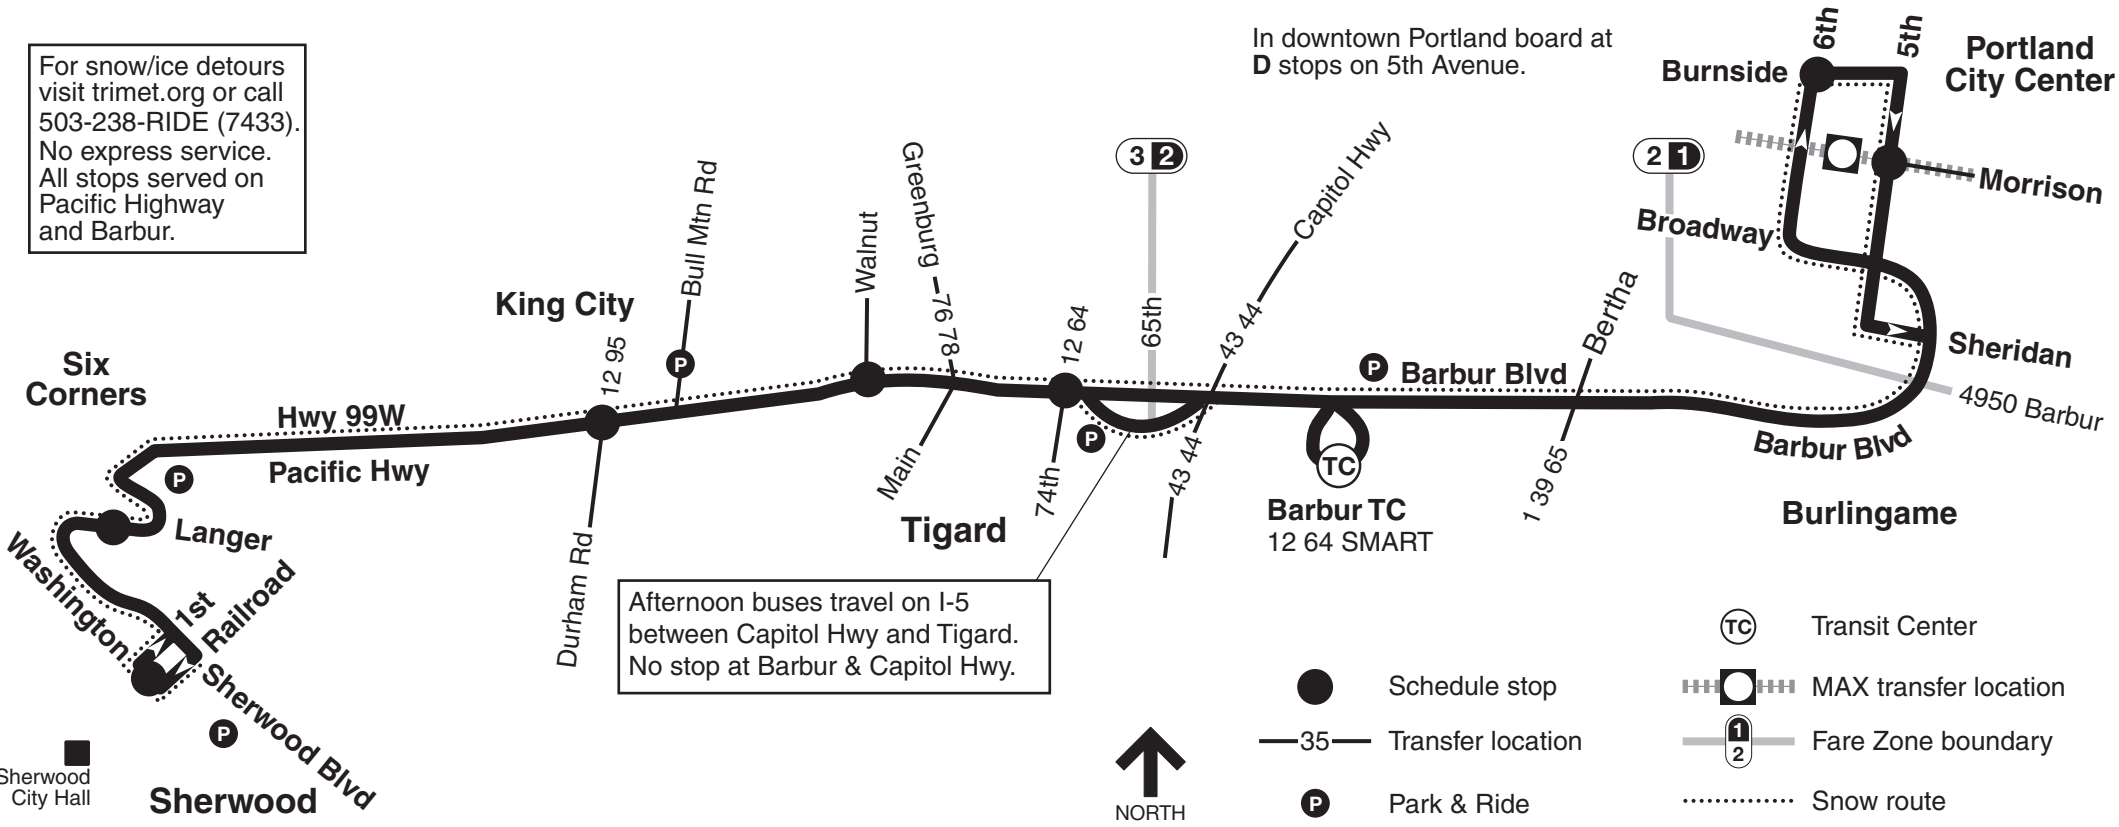 For snow/ice detours
visit trimet.org or call
503-238-RIDE (7433).
No express service.
All stops served on
Pacific Highway
and Barbur.
In downtown Portland board at
D stops on 5th Avenue.
6th
5th
Portland
City Center
Burnside
Morrison
Broadway
Sheridan
2 1
4950 Barbur
Barbur Blvd
Burlingame
3 2
65th
Capitol Hwy
43 44
43 44
Bertha
1 39 65
P
Barbur Blvd
TC
Barbur TC
12 64 SMART
12 64
74th
P
Tigard
Greenburg
76 78
Main
Walnut
Bull Mtn Rd
P
King City
12 95
Durham Rd
Six
Corners
Hwy 99W
Pacific Hwy
P
Langer
Washington
1st
Railroad
Sherwood Blvd
P
Sherwood
City Hall
Sherwood
Afternoon buses travel on I-5
between Capitol Hwy and Tigard.
No stop at Barbur & Capitol Hwy.
NORTH
Schedule stop
35
Transfer location
P
Park & Ride
TC
Transit Center
MAX transfer location
1
2
Fare Zone boundary
Snow route